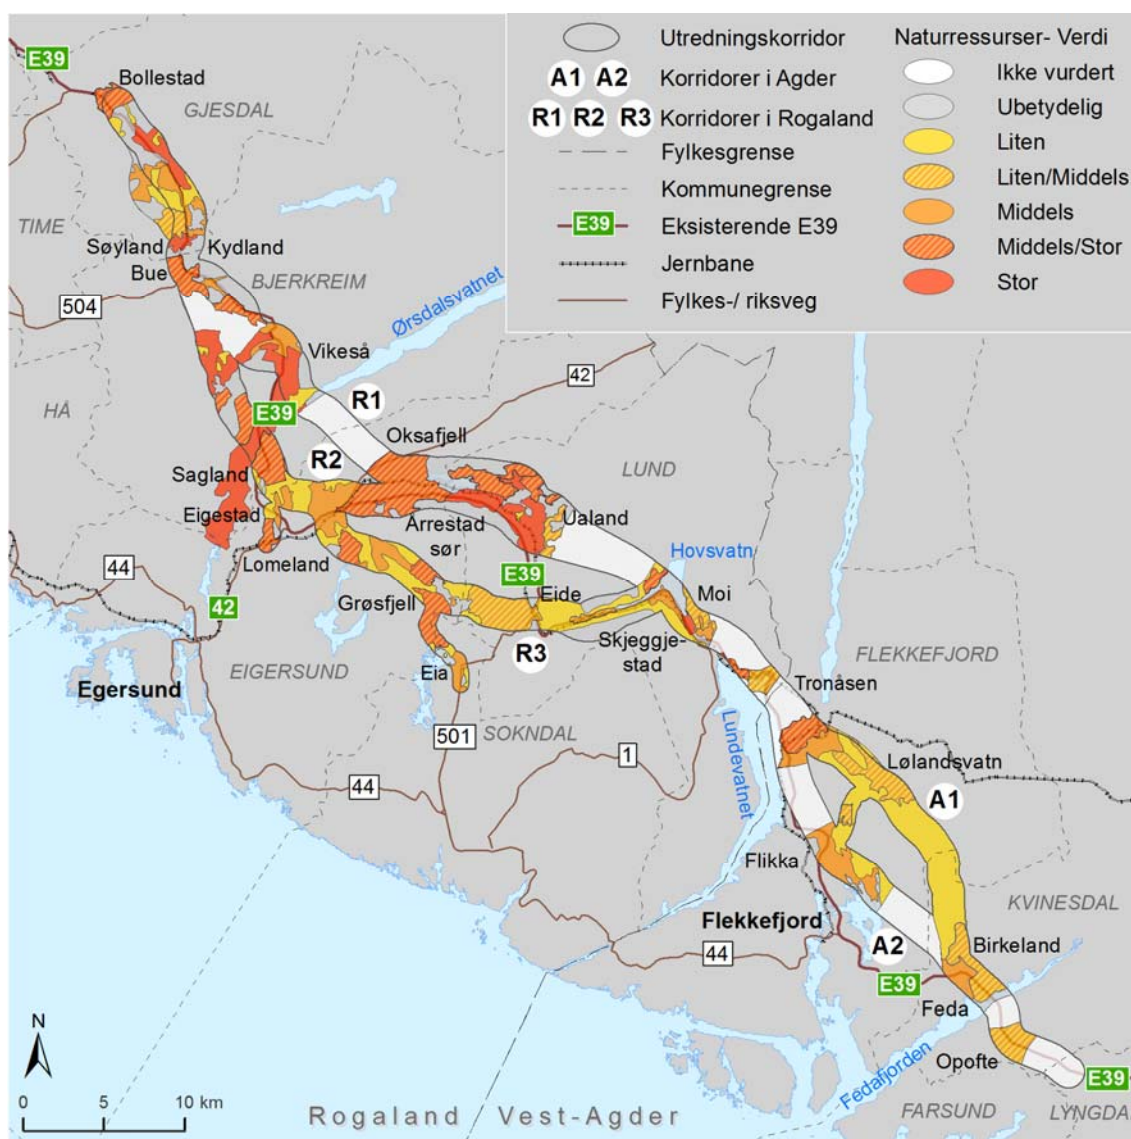 Utredningskorridor
A1 A2 Korridorer i Agder
R1 R2 R3 Korridorer i Rogaland
Fylkesgrense
Kommunegrense
E39 Eksisterende E39
Jernbane
Fylkes-/ riksveg
Naturressurser- Verdi
Ikke vurdert
Ubetydelig
Liten
Liten/Middels
Middels
Middels/Stor
Stor
E39
Bollestad
GJESDAL
TIME
Søyland
Kydland
Bue
BJERKREIM
504
Ørsdalsvatnet
Vikeså
42
HÅ
E39
R1
Oksafjell
R2
LUND
Sagland
Eigestad
Årrestad
sør
Ualand
Hovsvatn
44
Lomeland
E39
42
Grøsfjell
Eide
Moi
R3
Skjeggje-
stad
FLEKKEFJORD
EIGERSUND
Eia
Tronåsen
Egersund
501
SOKNDAL
Lundevatnet
1
Lølandsvatn
44
A1
Flikka
KVINESDAL
Flekkefjord
A2
Birkeland
44
E39
Feda
N
Opofte
Fedafjorden
E39
0 5 10 km
Rogaland Vest-Agder
FARSUND
LYNGDA